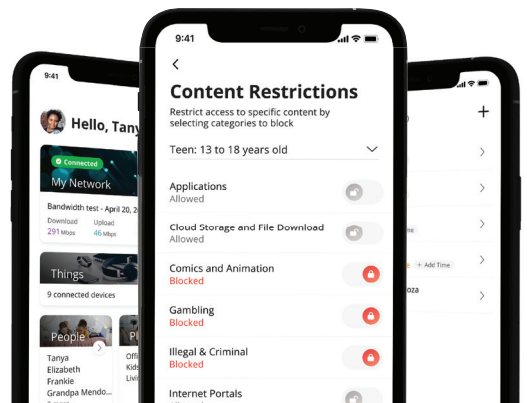 9:41
Hello, Tany
Connected
My Network
Bandwidth test - April 20, 20
Download
Upload
291 Mbps
46 Mbps
Things
9 connected devices
People
Tanya
Elizabeth
Frankie
Grandpa Mendo...
Offi
Kids
Livi
9:41
Content Restrictions
Restrict access to specific content by
selecting categories to block
Teen: 13 to 18 years old
Applications
Allowed
Cloud Storage and File Download
Allowed
Comics and Animation
Blocked
Gambling
Blocked
Illegal & Criminal
Blocked
Internet Portals
+ Add Time
oza